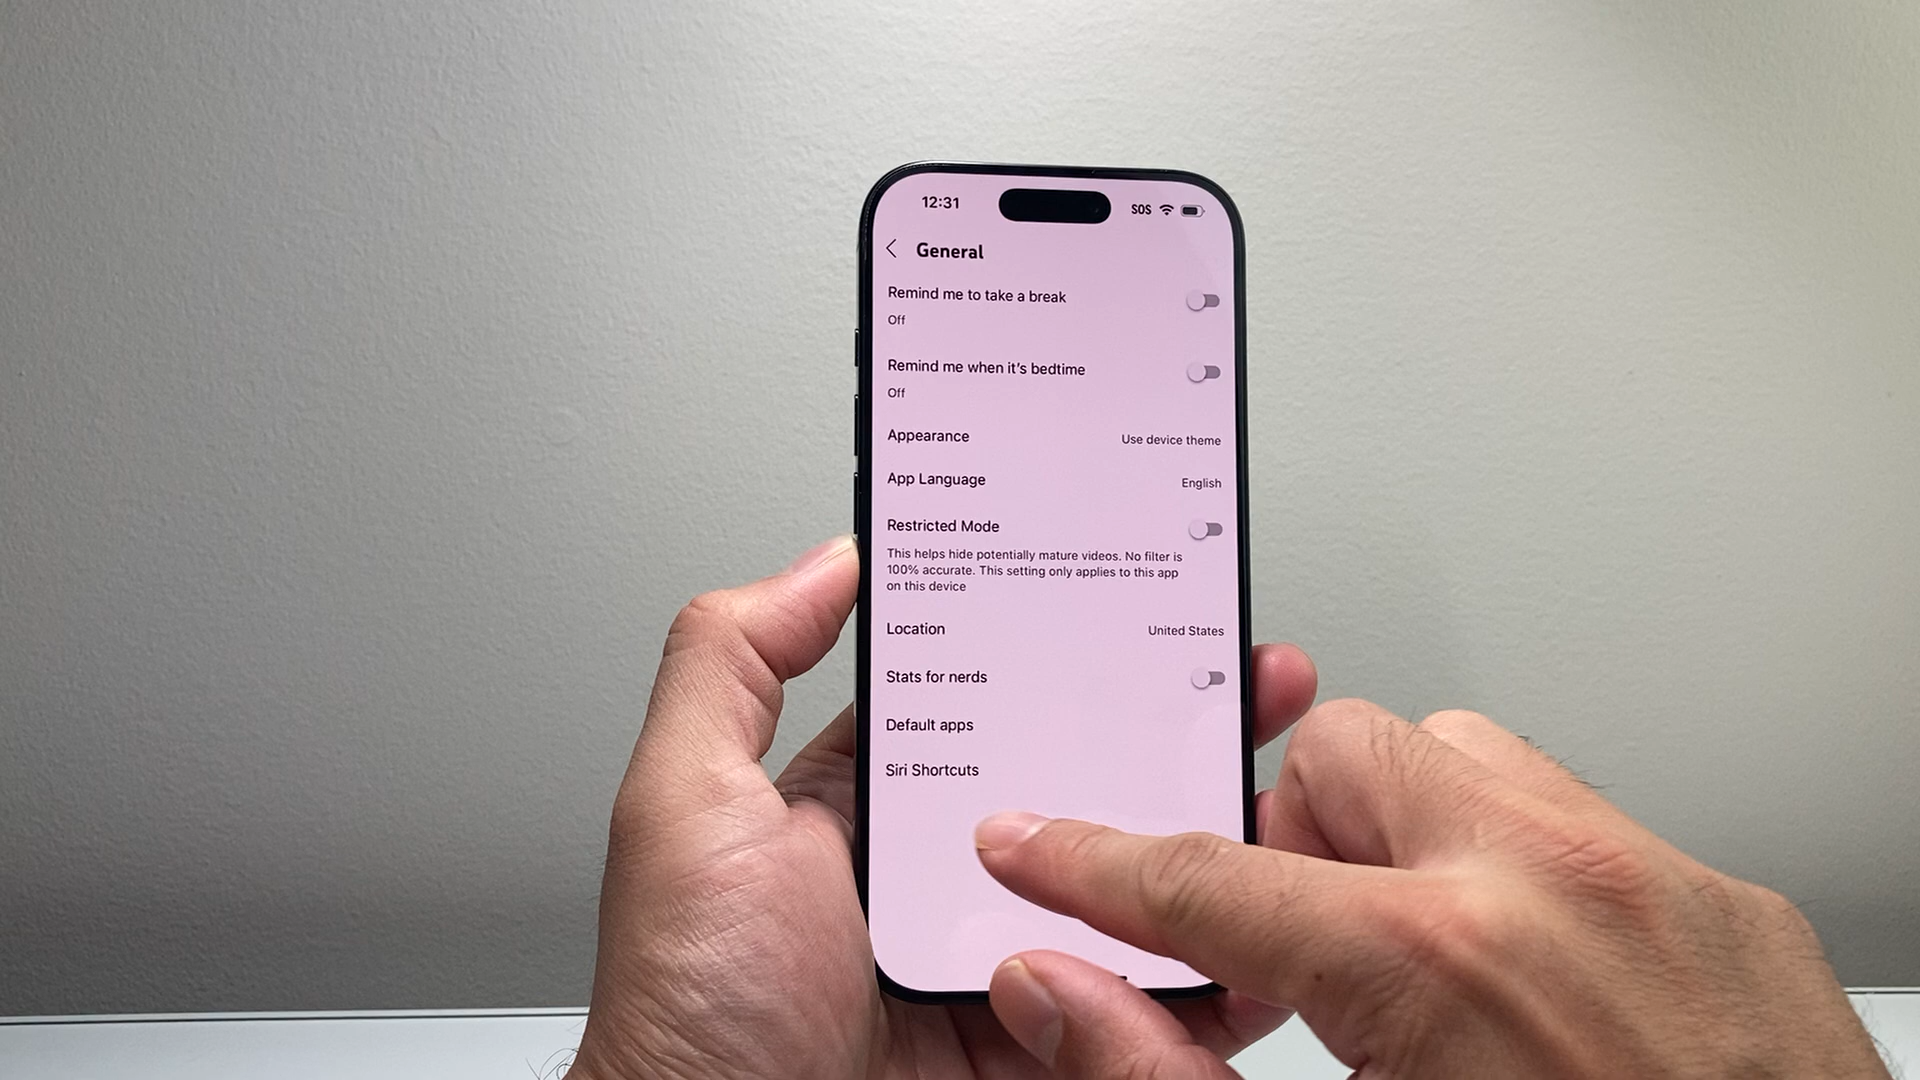 12:31
SOS
General
Remind me to take a break
Off
Remind me when it's bedtime
Off
Appearance
Use device theme
App Language
English
Restricted Mode
This helps hide potentially mature videos. No filter is
100% accurate. This setting only applies to this app
on this device
Location
United States
Stats for nerds
Default apps
Siri Shortcuts